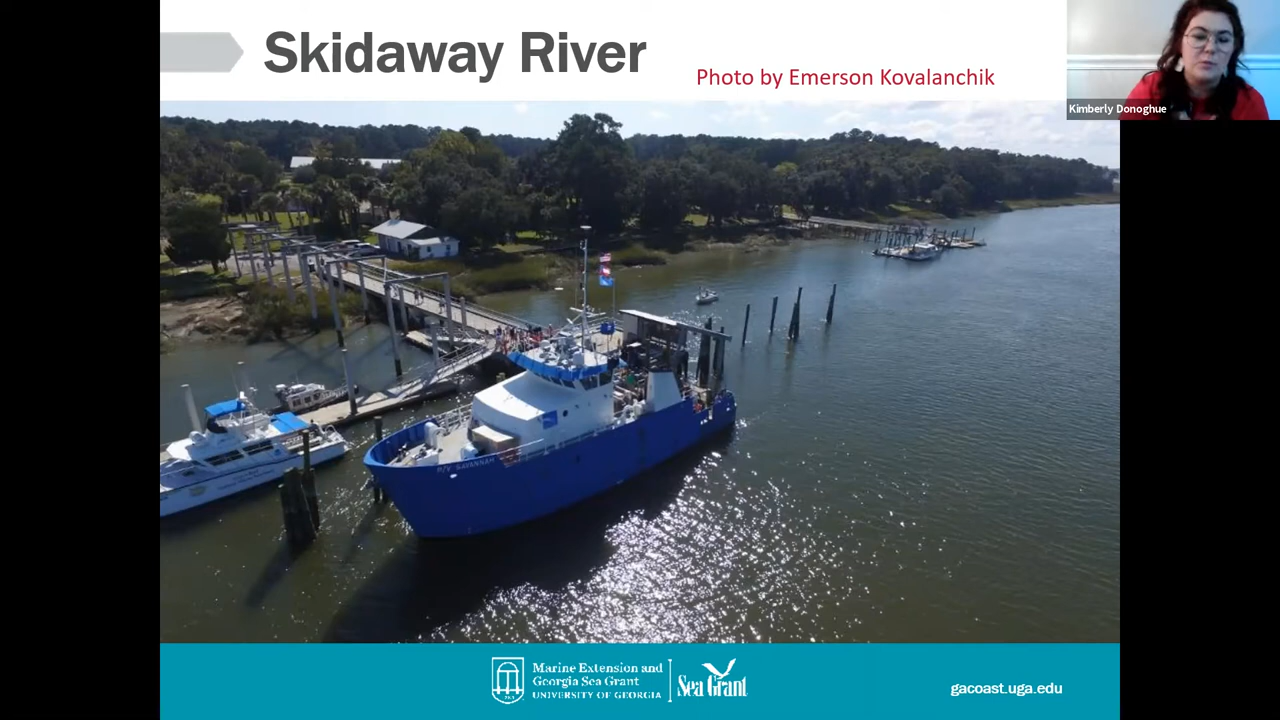 Skidaway River
Photo by Emerson Kovalanchik
Kimberly Donoghue
R/V SAVANNAH
Marine Extension and
Georgia Sea Grant
UNIVERSITY OF GEORGIA
Sea Grant
gacoast.uga.edu